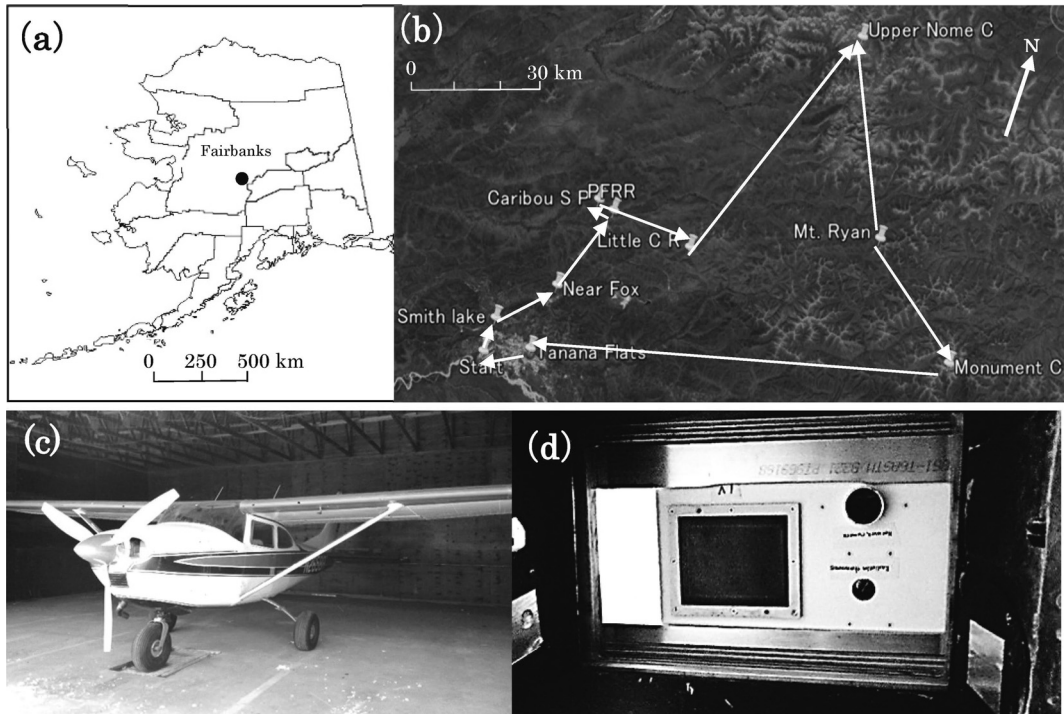 (a)
Fairbanks
0 250 500 km
(b)
0 30 km
N
Upper Nome C
Caribou S P
PFRR
Little C R
Mt. Ryan
Near Fox
Smith lake
Start
Tanana Flats
Monument C
(c)
(d)